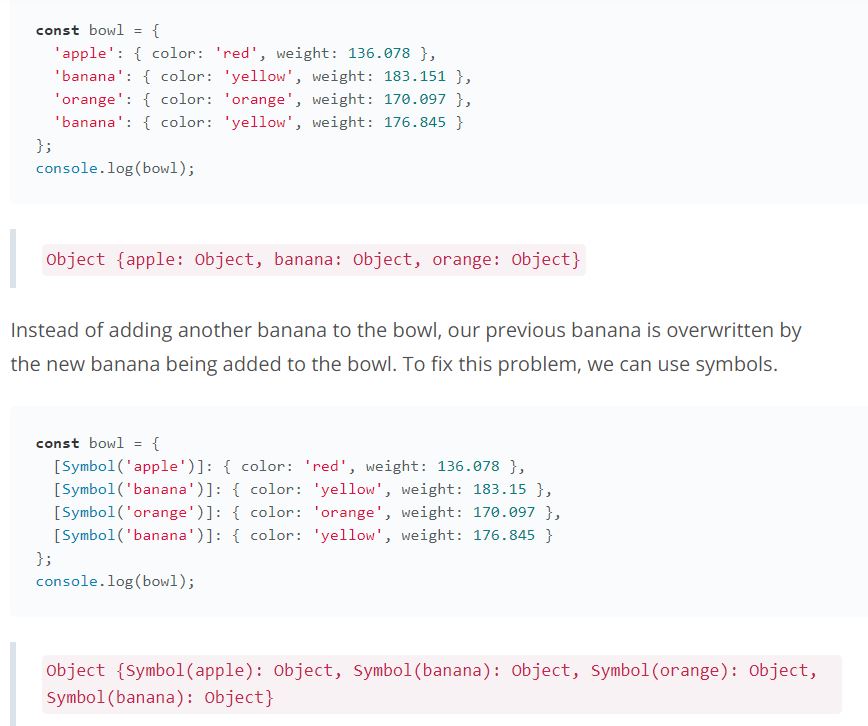 const bowl = {
  'apple': { color: 'red', weight: 136.078 },
  'banana': { color: 'yellow', weight: 183.151 },
  'orange': { color: 'orange', weight: 170.097 },
  'banana': { color: 'yellow', weight: 176.845 }
};
console.log(bowl);
Object {apple: Object, banana: Object, orange: Object}
Instead of adding another banana to the bowl, our previous banana is overwritten by
the new banana being added to the bowl. To fix this problem, we can use symbols.
const bowl = {
  [Symbol('apple')]: { color: 'red', weight: 136.078 },
  [Symbol('banana')]: { color: 'yellow', weight: 183.15 },
  [Symbol('orange')]: { color: 'orange', weight: 170.097 },
  [Symbol('banana')]: { color: 'yellow', weight: 176.845 }
};
console.log(bowl);
Object {Symbol(apple): Object, Symbol(banana): Object, Symbol(orange): Object,
Symbol(banana): Object}